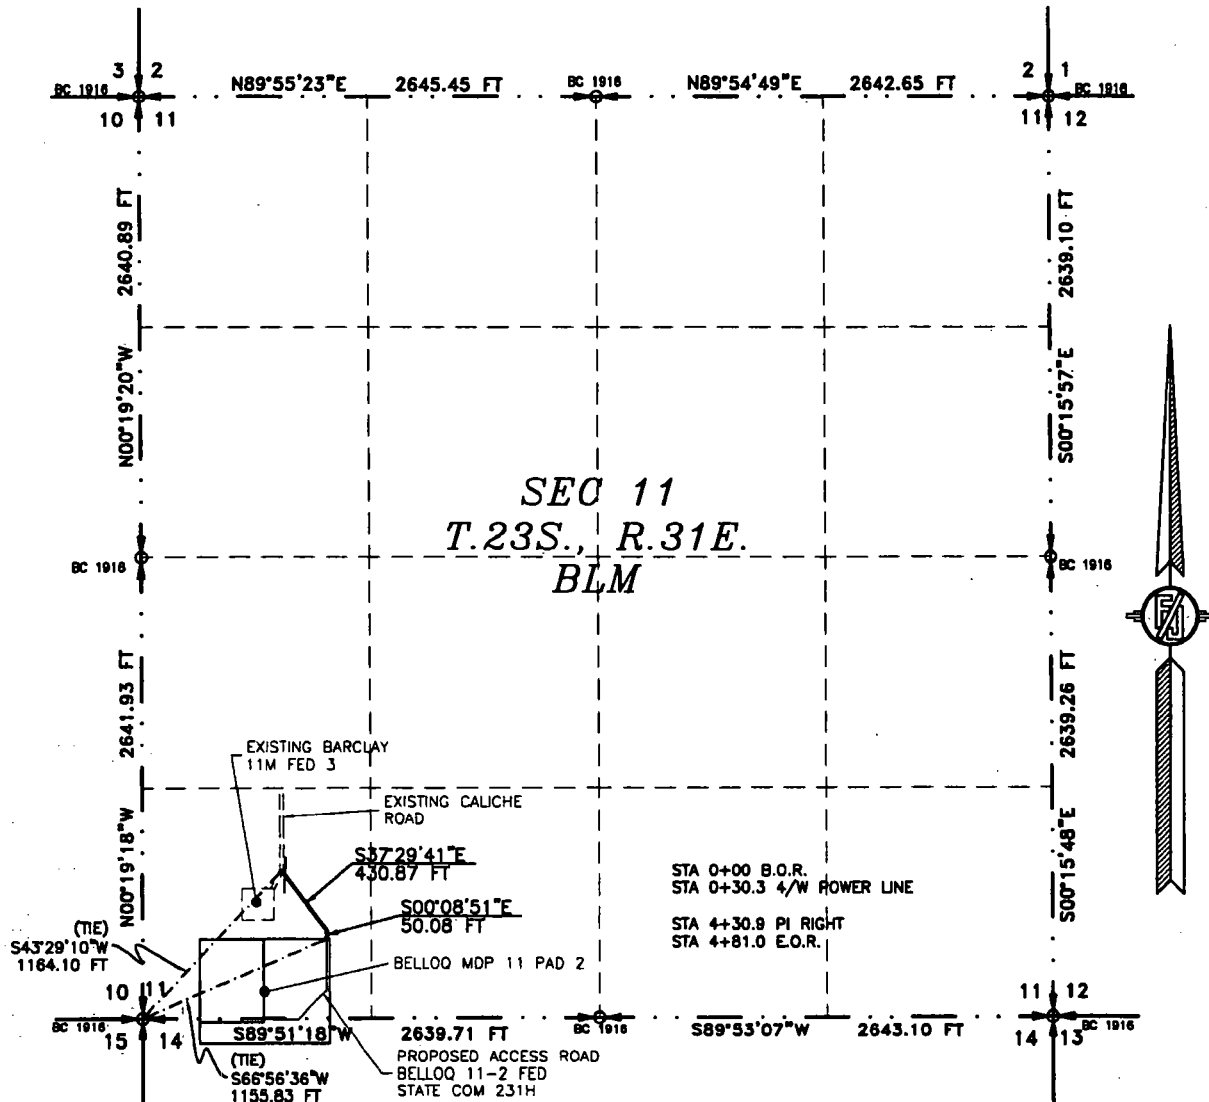 3 2
N89°55'23"E 2645.45 FT
BC 1916
N89°54'49"E 2642.65 FT
2 1
BC 1916
BC 1916
10 11
11 12
2640.89 FT
N00°19'20"W
2639.10 FT
S00°15'57"E
SEC 11
T.23S., R.31E.
BLM
BC 1916
BC 1916
2641.93 FT
N00°19'18"W
2639.26 FT
S00°15'48"E
EXISTING BARCLAY
11M FED 3
EXISTING CALICHE
ROAD
S37°29'41"E
430.87 FT
S00°08'51"E
50.08 FT
STA 0+00 B.O.R.
STA 0+30.3 4/W POWER LINE
STA 4+30.9 PI RIGHT
STA 4+81.0 E.O.R.
(TIE)
S43°29'10"W
1164.10 FT
BELLOQ MDP 11 PAD 2
10 11
11 12
BC 1916
S89°51'18"W 2639.71 FT
BC 1916
S89°53'07"W 2643.10 FT
BC 1916
15 14
14 13
(TIE)
S66°56'36"W
1155.83 FT
PROPOSED ACCESS ROAD
BELLOQ 11-2 FED
STATE COM 231H